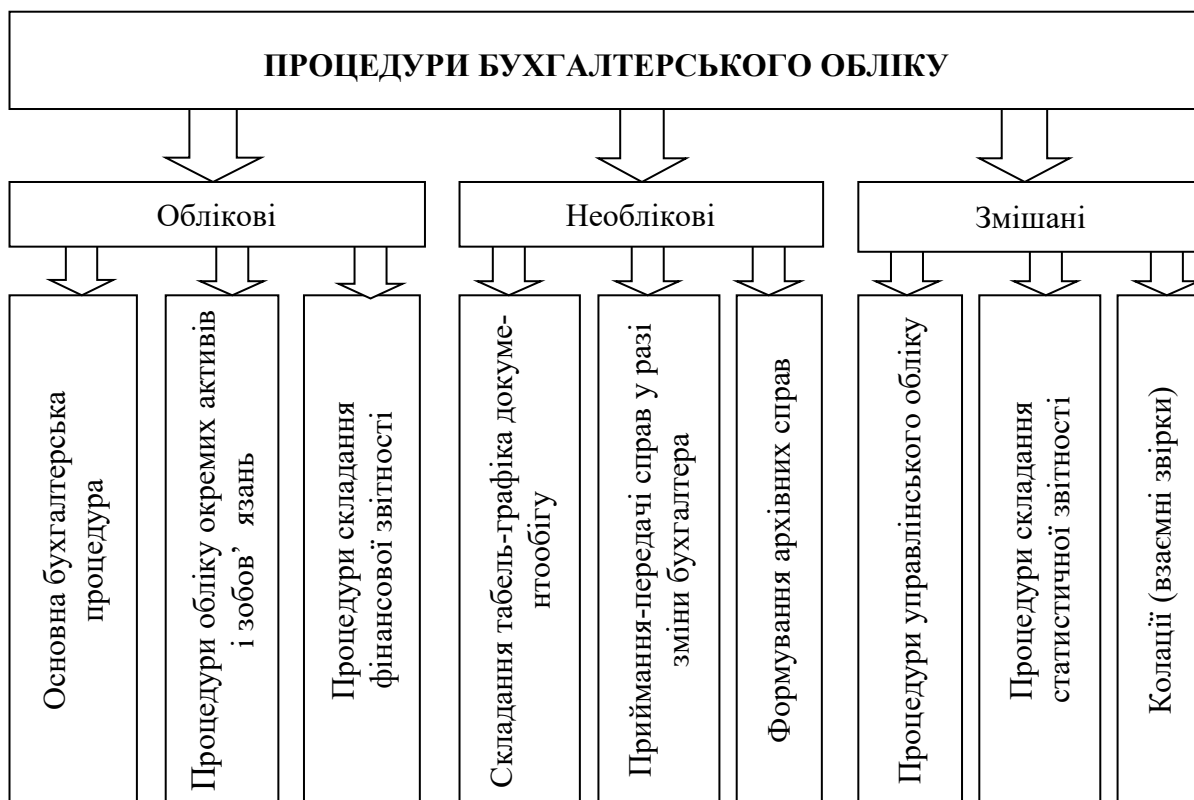 ПРОЦЕДУРИ БУХГАЛТЕРСЬКОГО ОБЛІКУ
Облікові
Необлікові
Змішані
Основна бухгалтерська
процедура
Процедури обліку окремих активів
і зобов’ язань
Процедури складання
фінансової звітності
Складання табель-графіка докуме-
нтообігу
Приймання-передачі справ у разі
зміни бухгалтера
Формування архівних справ
Процедури управлінського обліку
Процедури складання
статистичної звітності
Колації (взаємні звірки)